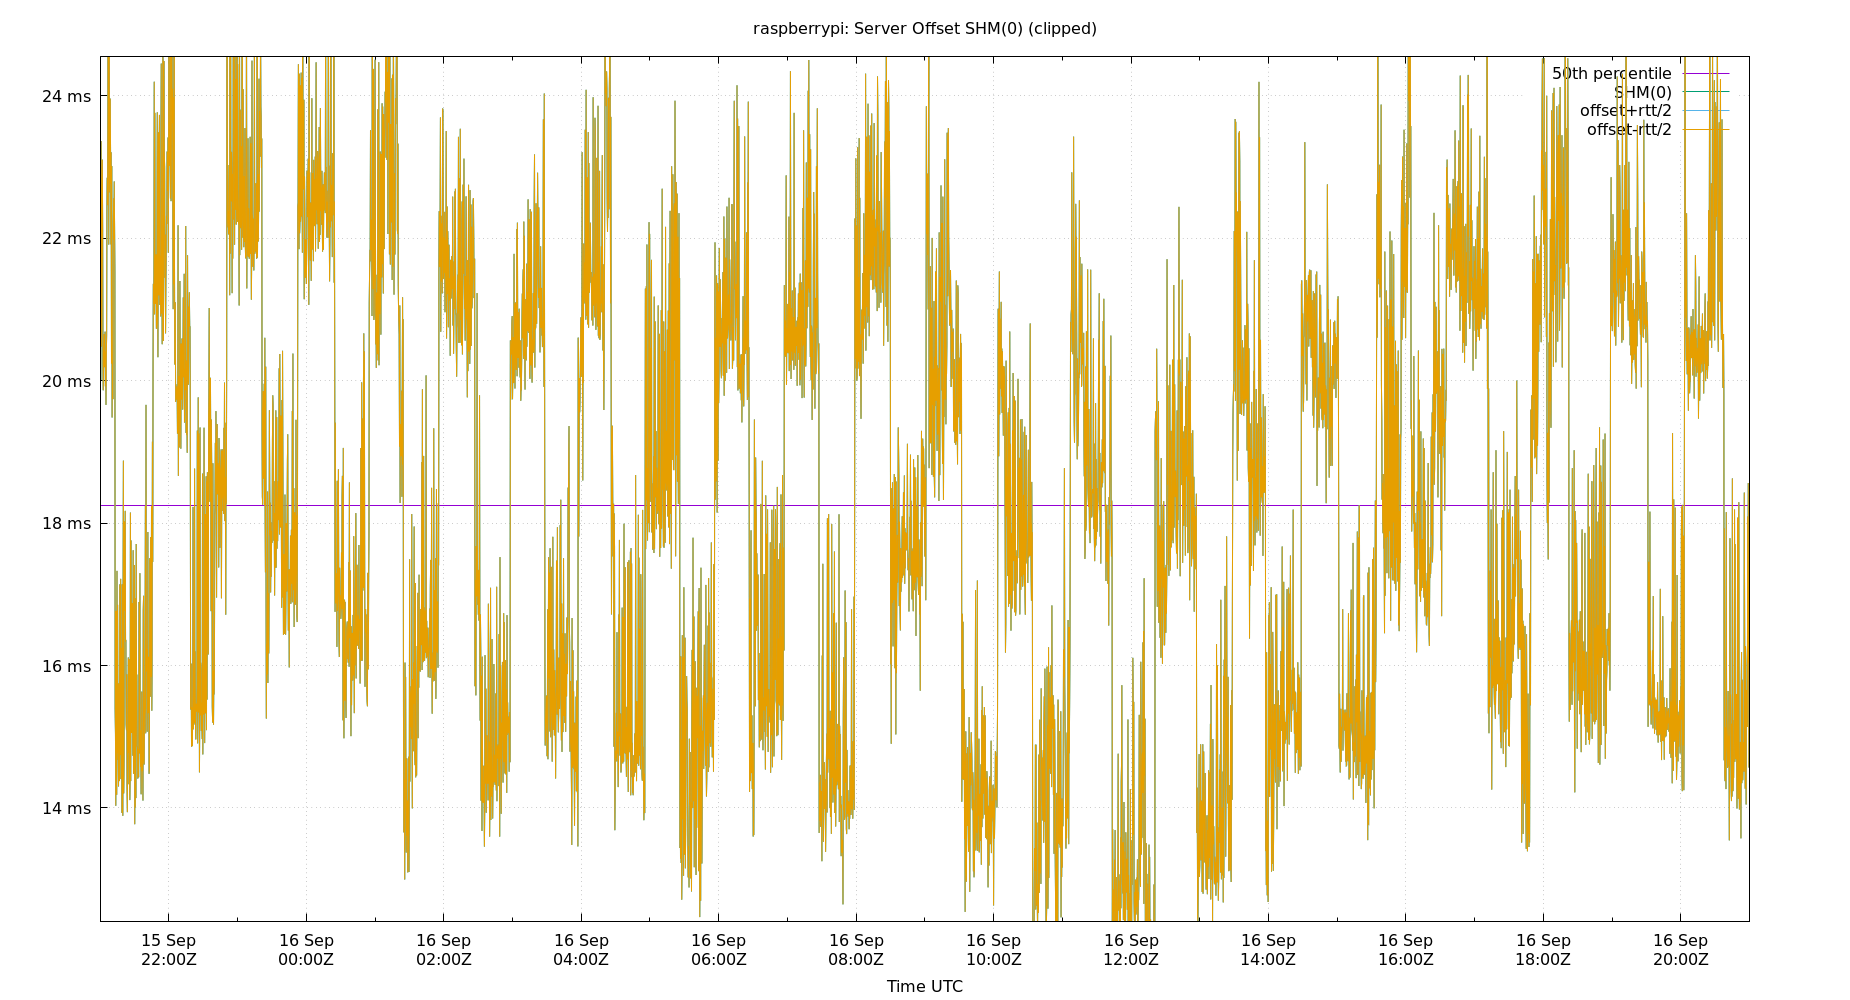 raspberrypi: Server Offset SHM(0) (clipped)
50th percentile
SHM(0)
offset+rtt/2
offset-rtt/2
24 ms
22 ms
20 ms
18 ms
16 ms
14 ms
15 Sep 16 Sep 16 Sep 16 Sep 16 Sep 16 Sep 16 Sep 16 Sep 16 Sep 16 Sep 16 Sep 16 Sep
22:00Z 00:00Z 02:00Z 04:00Z 06:00Z 08:00Z 10:00Z 12:00Z 14:00Z 16:00Z 18:00Z 20:00Z
Time UTC